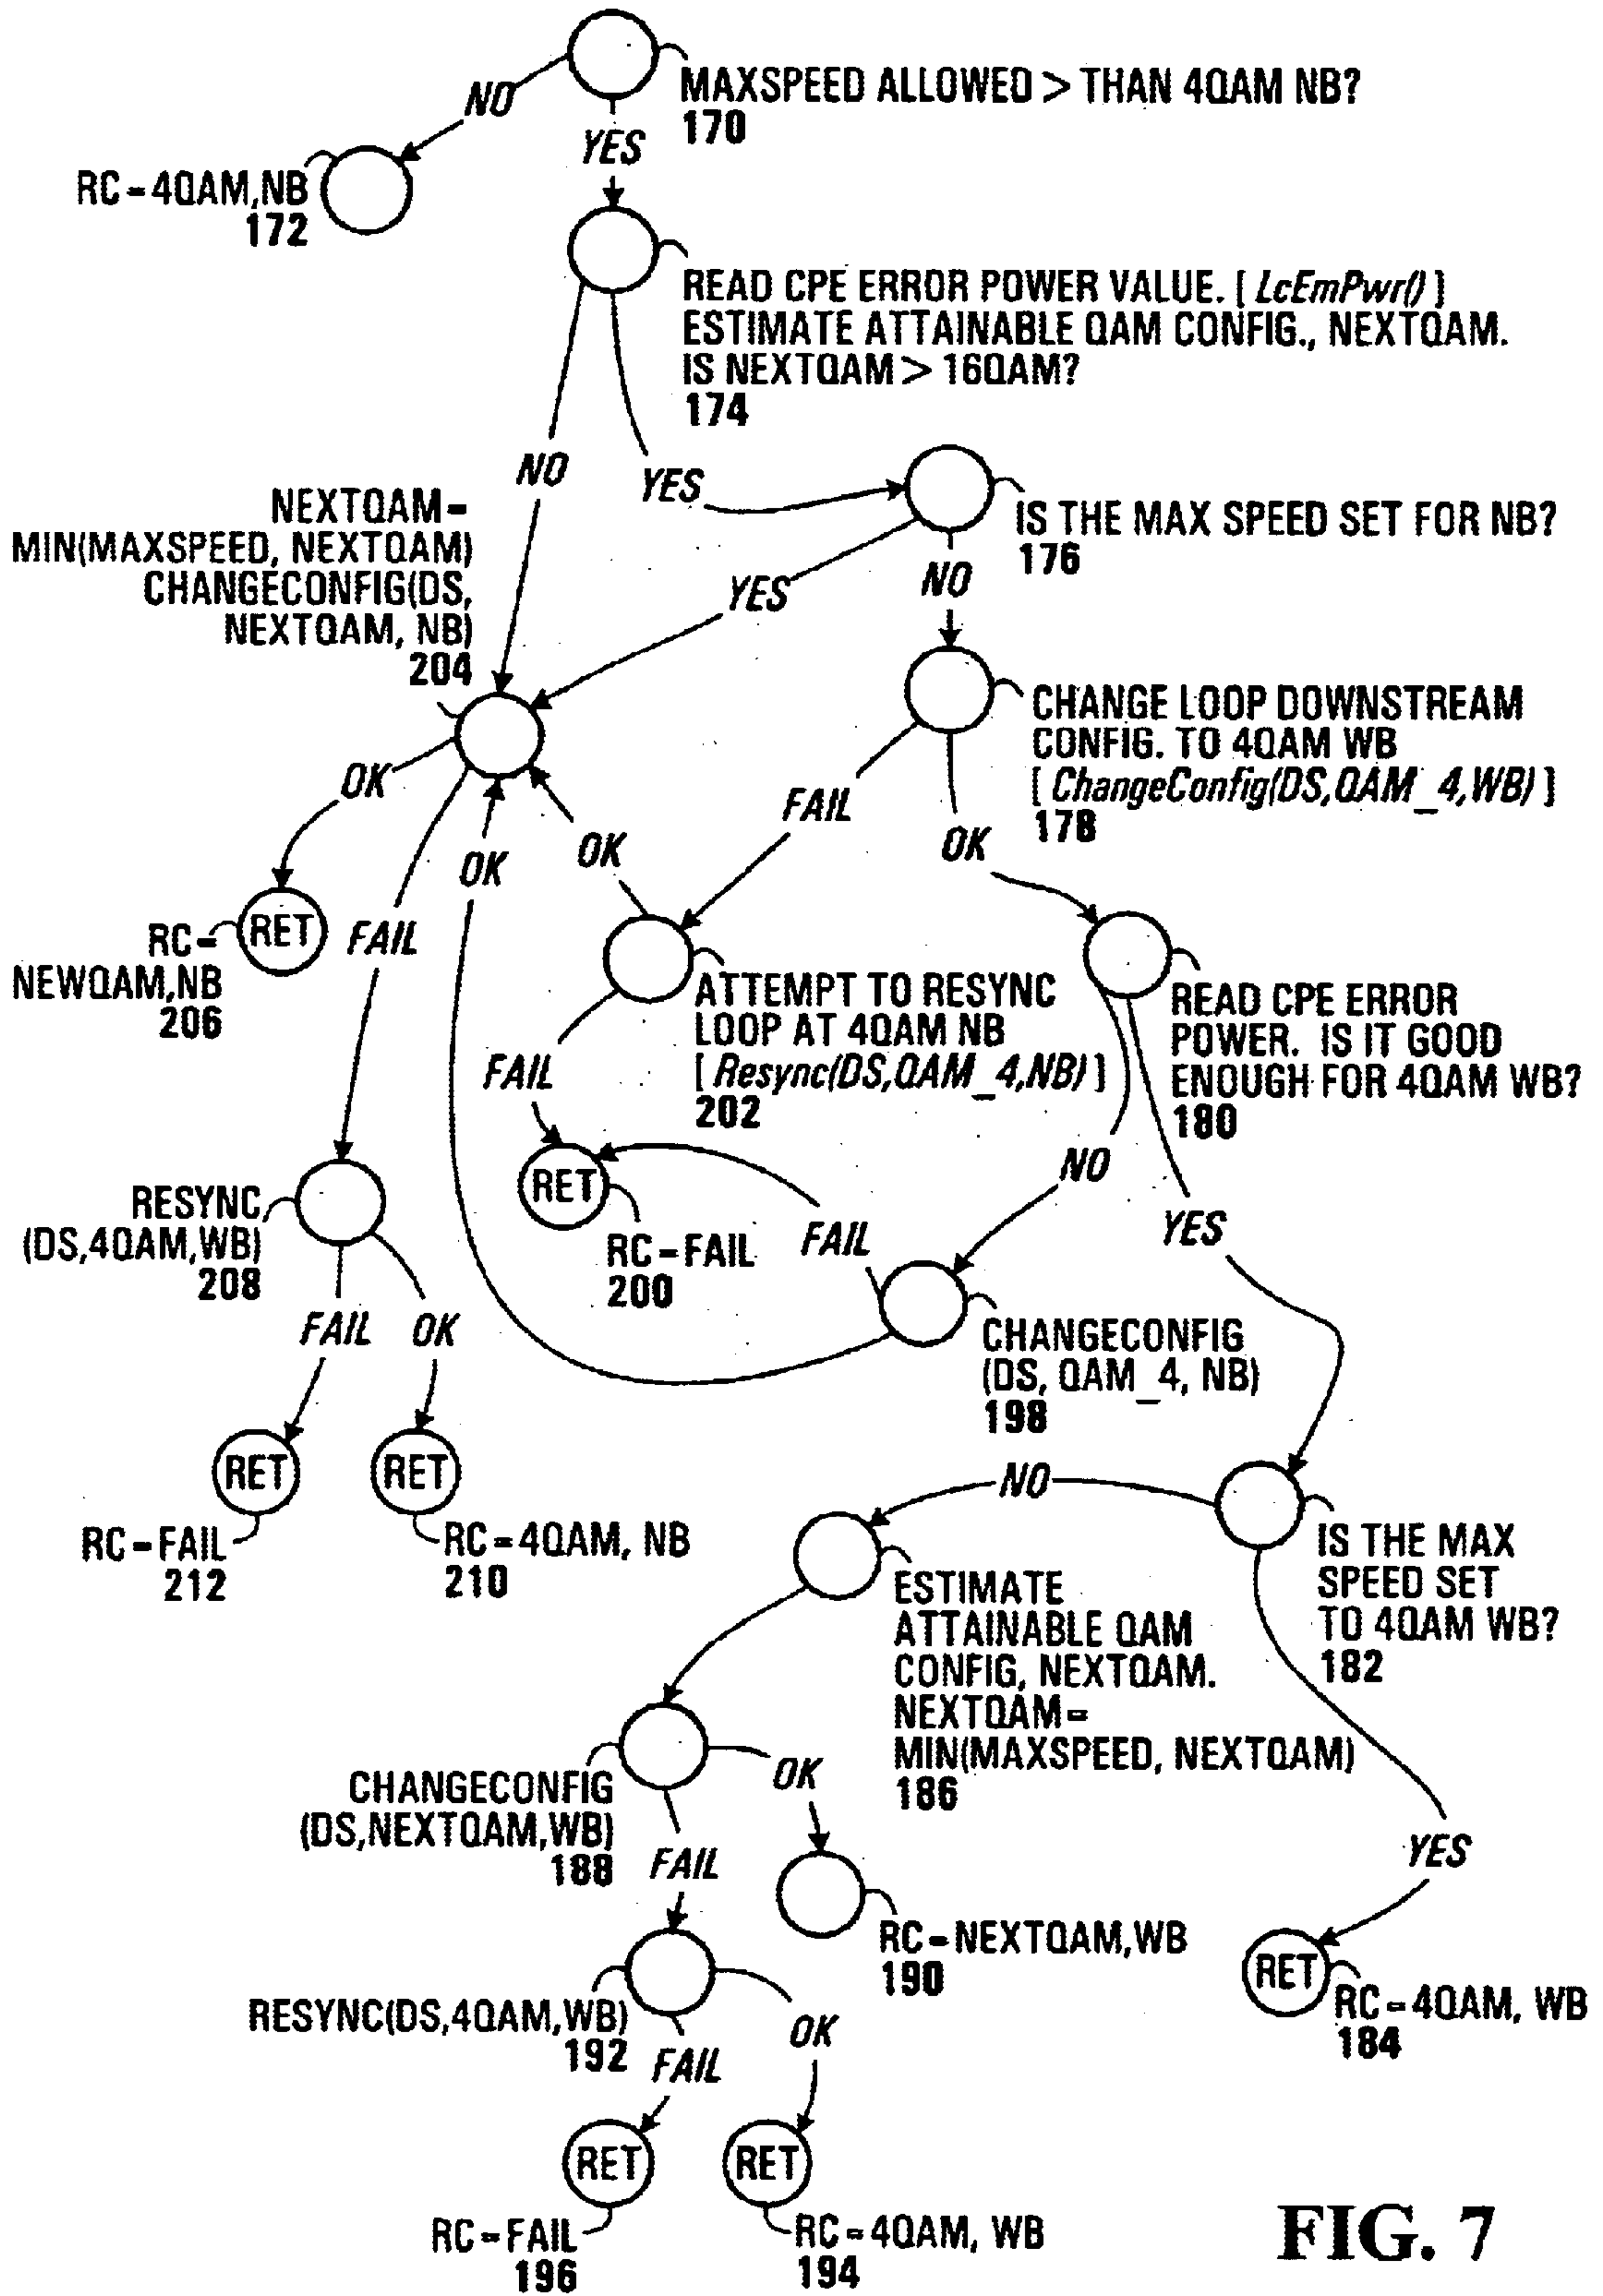 NO
MAXSPEED ALLOWED > THAN 4QAM NB?
170
YES
RC=4QAM,NB
172
READ CPE ERROR POWER VALUE. [ LcEmPwr() ]
ESTIMATE ATTAINABLE QAM CONFIG., NEXTQAM.
IS NEXTQAM > 16QAM?
174
NO
YES
NEXTQAM=
MIN(MAXSPEED, NEXTQAM)
CHANGECONFIG(DS,
NEXTQAM, NB)
204
IS THE MAX SPEED SET FOR NB?
176
YES
NO
CHANGE LOOP DOWNSTREAM
CONFIG. TO 4QAM WB
[ ChangeConfig(DS,QAM_4,WB) ]
178
OK
FAIL
OK
OK
OK
RET
RC-
NEWQAM,NB
206
FAIL
ATTEMPT TO RESYNC
LOOP AT 4QAM NB
[ Resync(DS,QAM_4,NB) ]
202
READ CPE ERROR
POWER. IS IT GOOD
ENOUGH FOR 4QAM WB?
180
FAIL
NO
YES
RET
RC-FAIL
200
FAIL
RESYNC,
(DS,4QAM,WB)
208
FAIL
OK
CHANGECONFIG
(DS, QAM_4, NB)
198
RET
RC-FAIL
212
RET
RC=4QAM, NB
210
NO
IS THE MAX
SPEED SET
TO 4QAM WB?
182
ESTIMATE
ATTAINABLE QAM
CONFIG, NEXTQAM.
NEXTQAM=
MIN(MAXSPEED, NEXTQAM)
186
CHANGECONFIG
(DS,NEXTQAM,WB)
188
OK
FAIL
YES
RC=NEXTQAM,WB
190
RET
RC=4QAM, WB
184
RESYNC(DS,4QAM,WB)
192
OK
FAIL
RET
RC-FAIL
196
RET
RC=4QAM, WB
194
FIG. 7